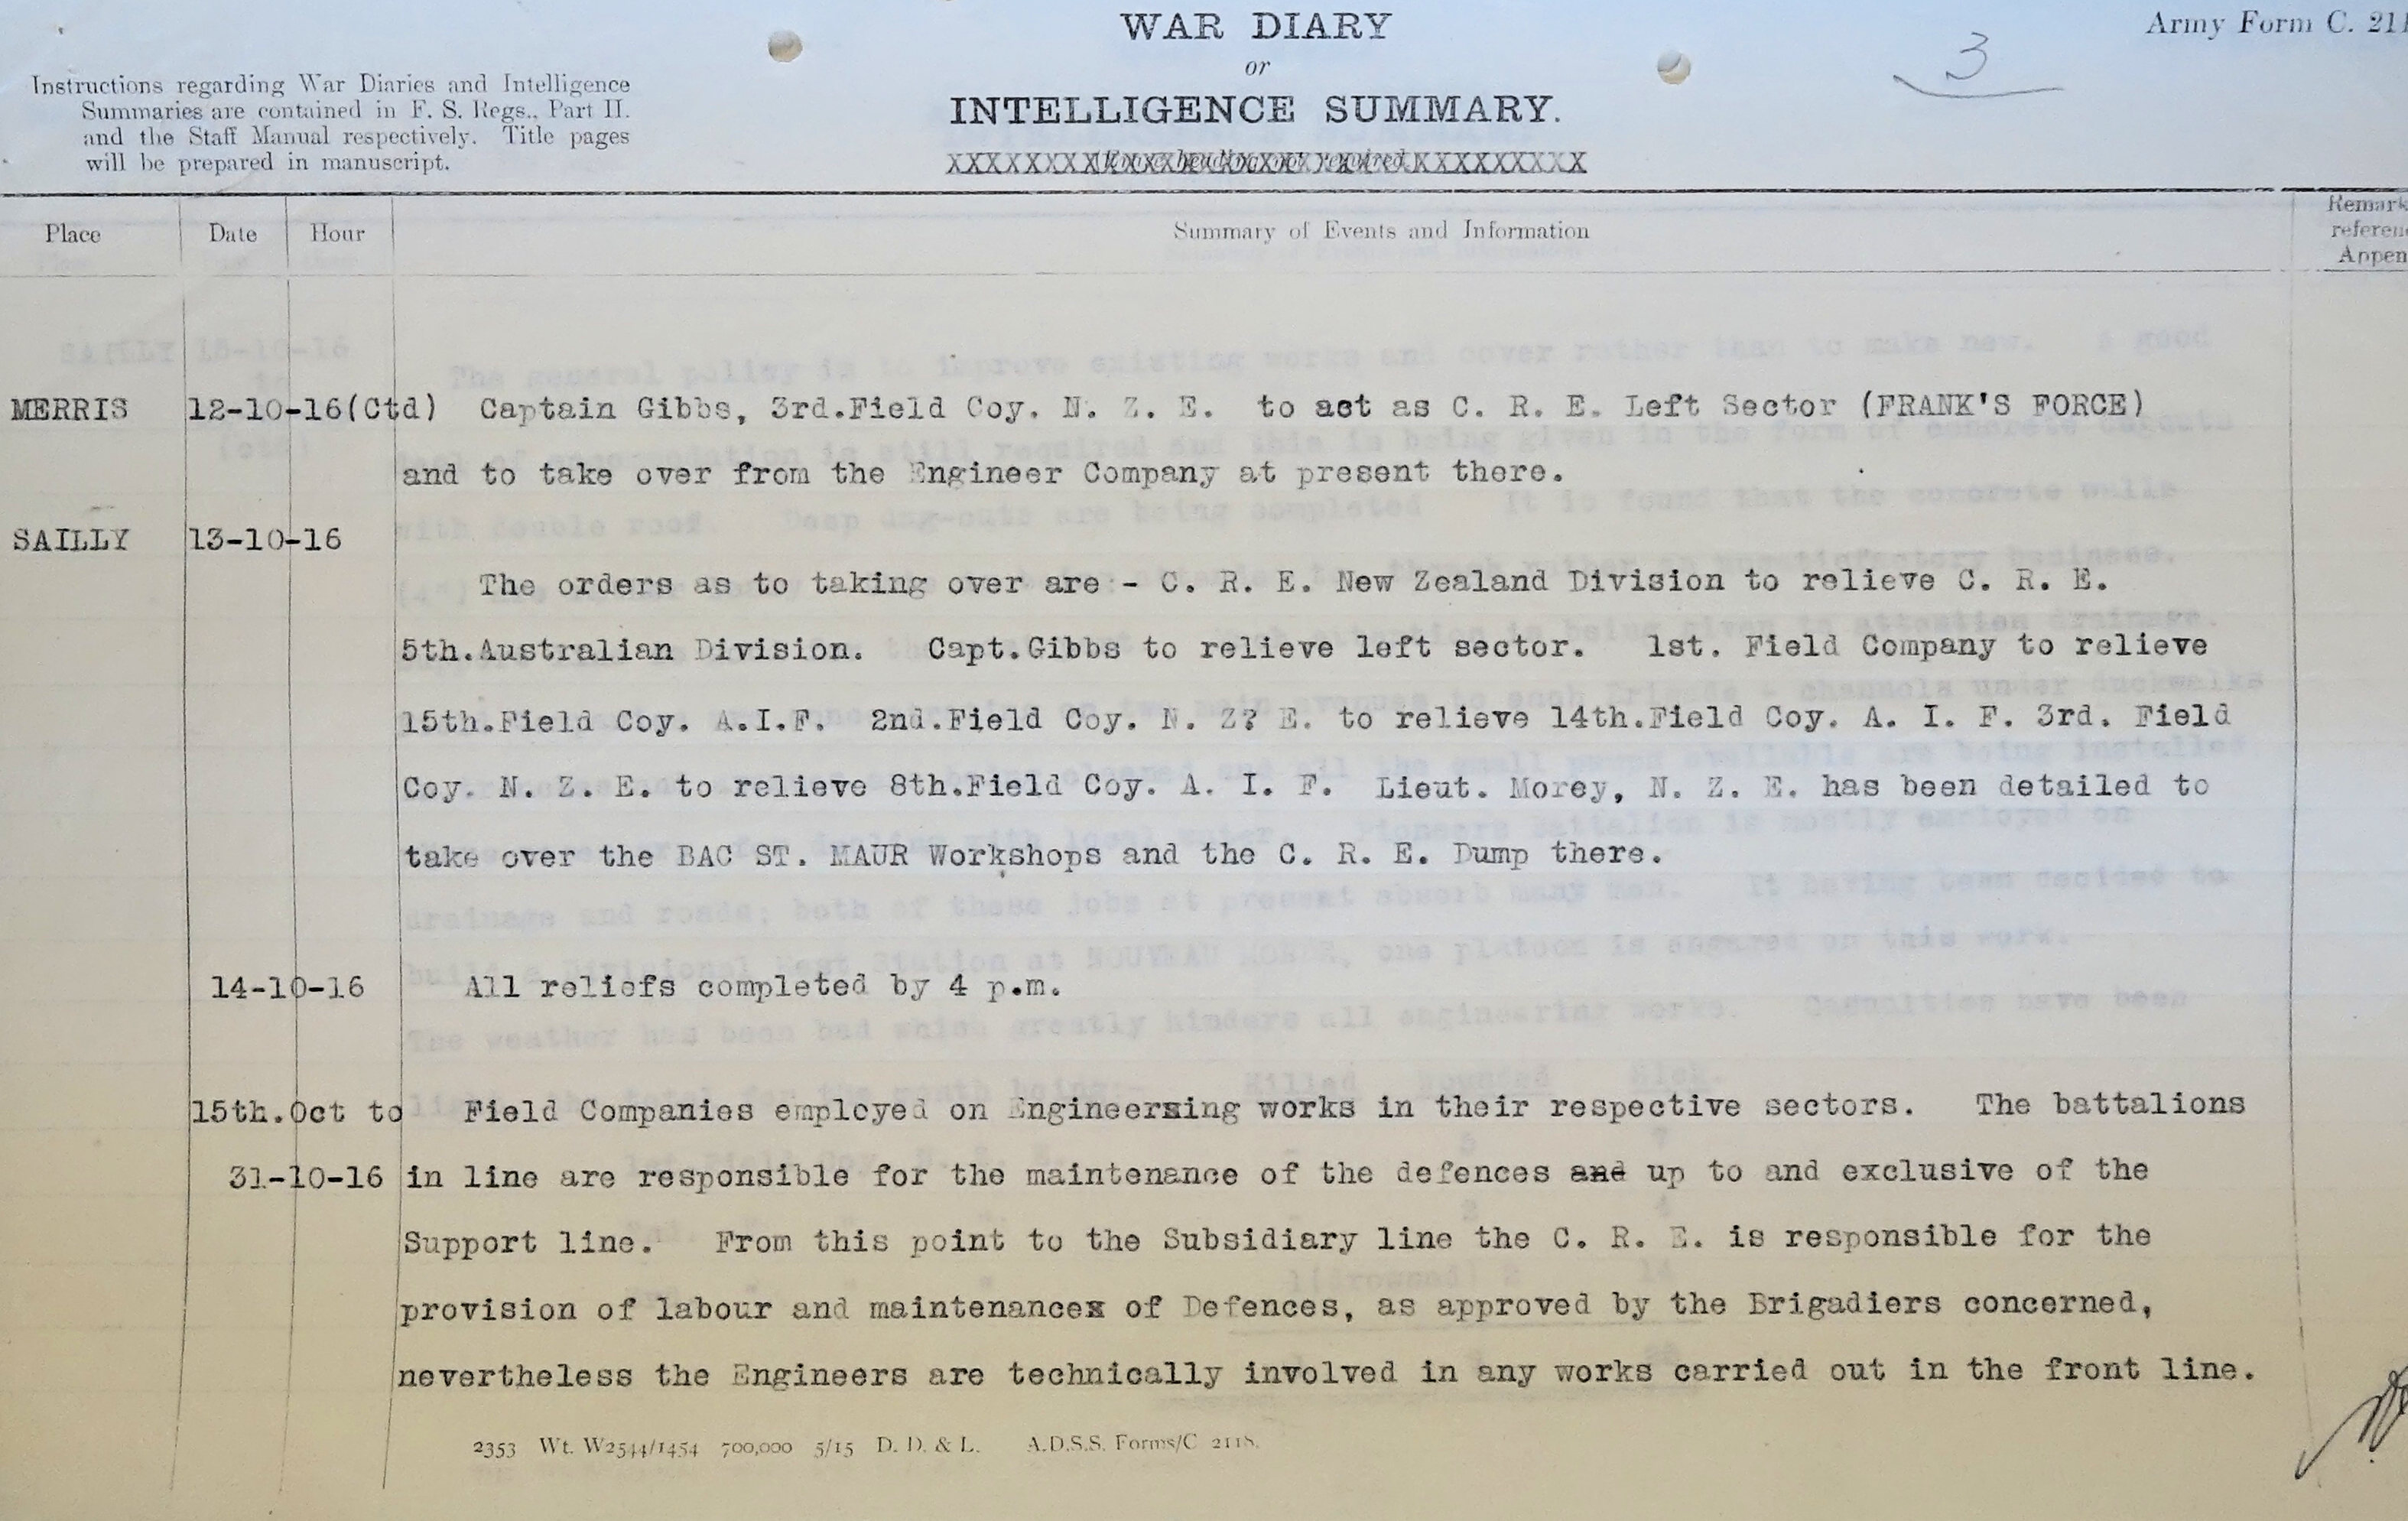 WAR DIARY
or
INTELLIGENCE SUMMARY.
Army Form C. 211
3
Instructions regarding War Diaries and Intelligence
Summaries are contained in F. S. Regs., Part II.
and the Staff Manual respectively. Title pages
will be prepared in manuscript.
Place Date Hour Summary of Events and Information
Remark
referen
Appen
MERRIS 12-10-16(Ctd) Captain Gibbs, 3rd.Field Coy. N. Z. E. to act as C. R. E. Left Sector (FRANK'S FORCE)
and to take over from the Engineer Company at present there.
SAILLY 13-10-16
The orders as to taking over are :- C. R. E. New Zealand Division to relieve C. R. E.
5th.Australian Division. Capt.Gibbs to relieve left sector. 1st. Field Company to relieve
15th.Field Coy. A.I.F. 2nd.Field Coy. N. Z? E. to relieve 14th.Field Coy. A. I. F. 3rd. Field
Coy. N. Z. E. to relieve 8th.Field Coy. A. I. F. Lieut. Morey, N. Z. E. has been detailed to
take over the BAC ST. MAUR Workshops and the C. R. E. Dump there.
14-10-16 All reliefs completed by 4 p.m.
15th.Oct to Field Companies employed on Engineerxing works in their respective sectors. The battalions
31-10-16 in line are responsible for the maintenance of the defences and up to and exclusive of the
Support line. From this point to the Subsidiary line the C. R. E. is responsible for the
provision of labour and maintenancex of Defences, as approved by the Brigadiers concerned,
nevertheless the Engineers are technically involved in any works carried out in the front line.
2353 Wt. W2544/1454 700,000 5/15 D. D. & L. A.D.S.S. Forms/C 2118.